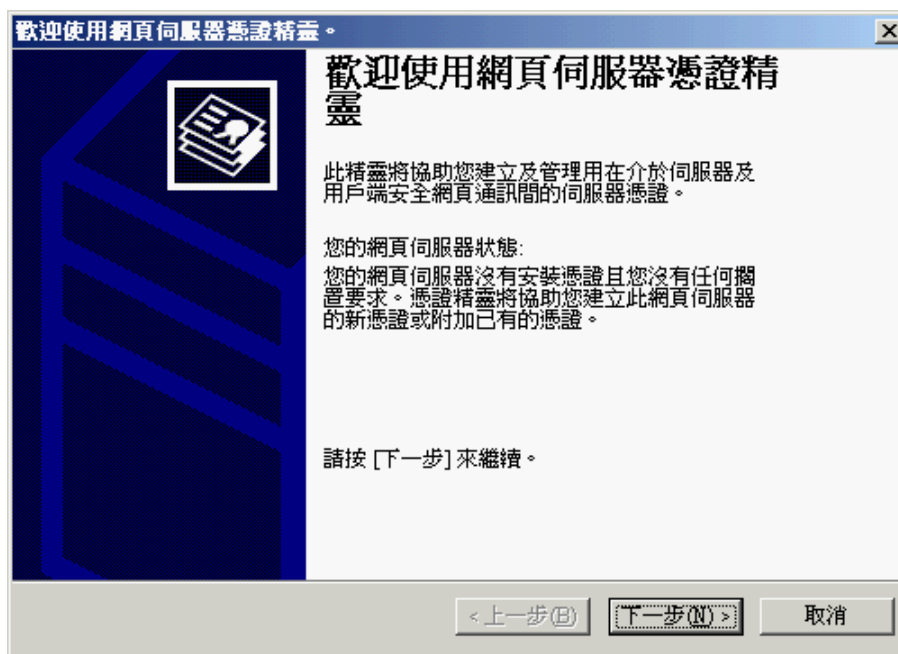 歡迎使用網頁伺服器憑證精靈。
歡迎使用網頁伺服器憑證精
靈
此精靈將協助您建立及管理用在介於伺服器及
用戶端安全網頁通訊間的伺服器憑證。
您的網頁伺服器狀態:
您的網頁伺服器沒有安裝憑證且您沒有任何擱
置要求。憑證精靈將協助您建立此網頁伺服器
的新憑證或附加已有的憑證。
請按 [下一步] 來繼續。
< 上一步(B) 下一步(N) > 取消